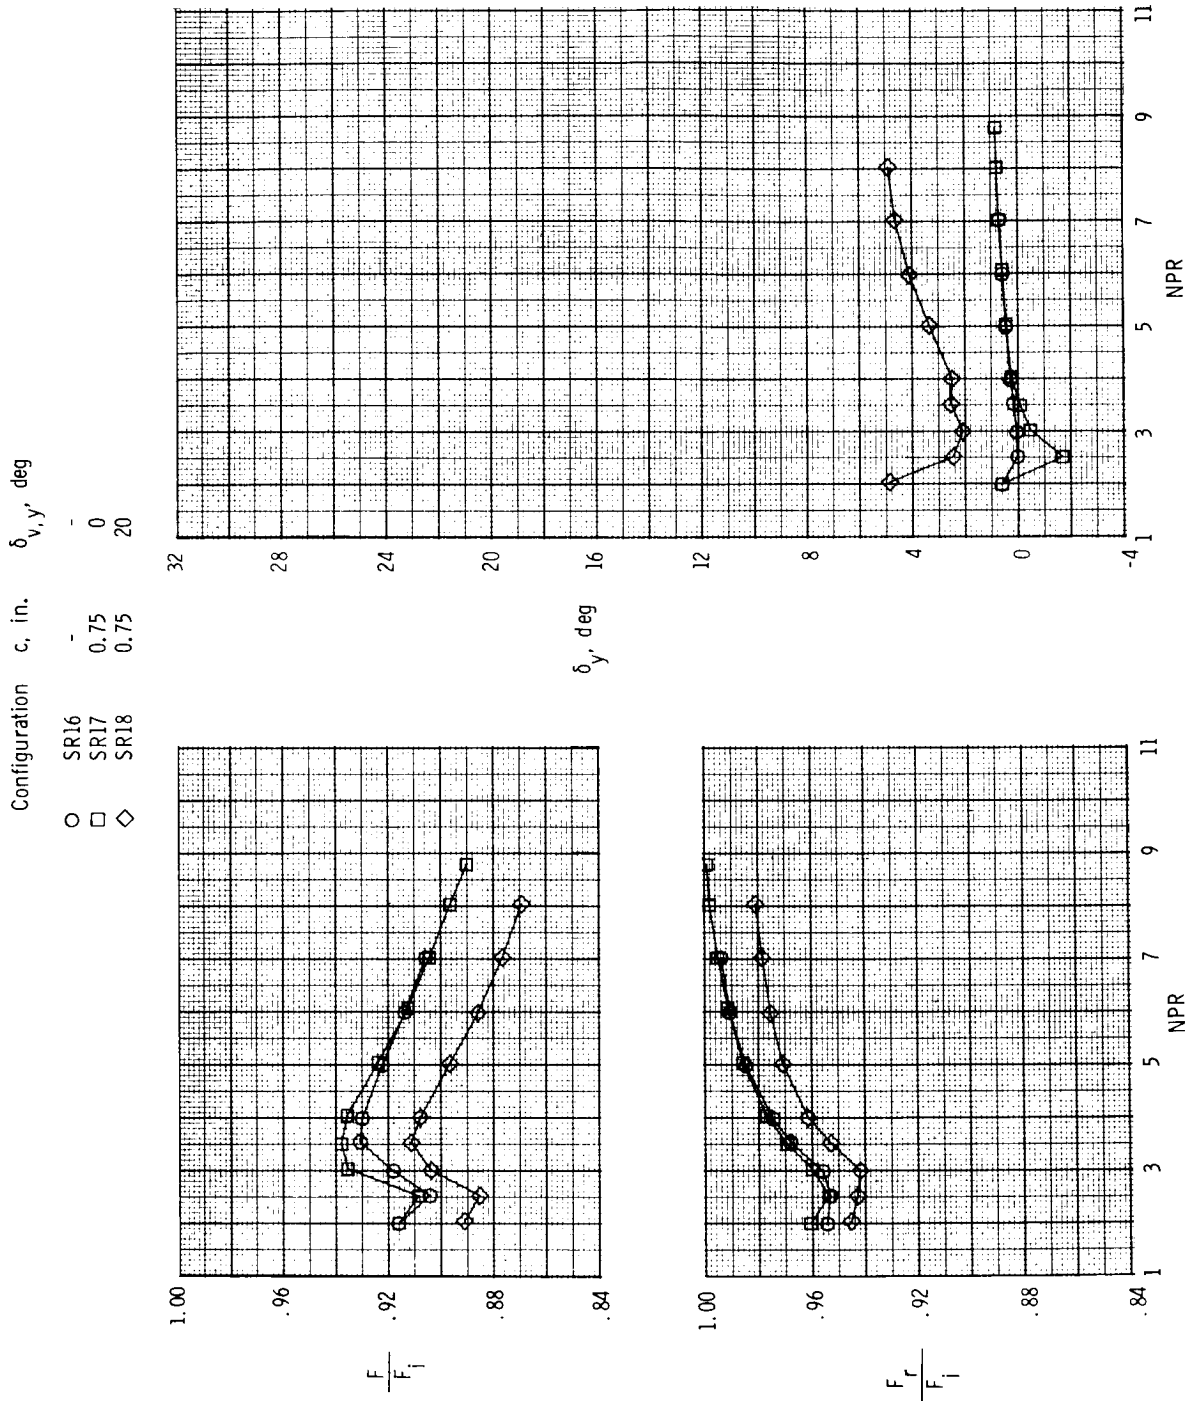 Configuration c, in. δv,y, deg
○ SR16 - -
□ SR17 0.75 0
◇ SR18 0.75 20
1.00
.96
.92
.88
.84
F
Fi
1.00
.96
.92
.88
.84
Fr
Fi
1 3 5 7 9 11
NPR
32
28
24
20
16
12
8
4
0
-4
δy, deg
1 3 5 7 9 11
NPR